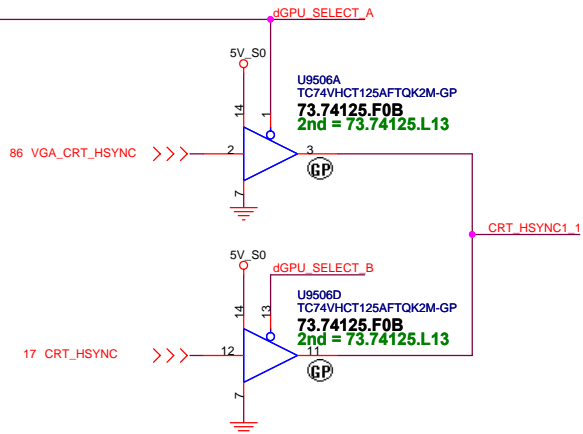 dGPU_SELECT_A
5V_S0
U9506A
TC74VHCT125AFTQK2M-GP
73.74125.F0B
2nd = 73.74125.L13
14
1
86 VGA_CRT_HSYNC
2
3
GP
7
CRT_HSYNC1_1
5V_S0
dGPU_SELECT_B
U9506D
TC74VHCT125AFTQK2M-GP
73.74125.F0B
2nd = 73.74125.L13
14
13
17 CRT_HSYNC
12
11
GP
7